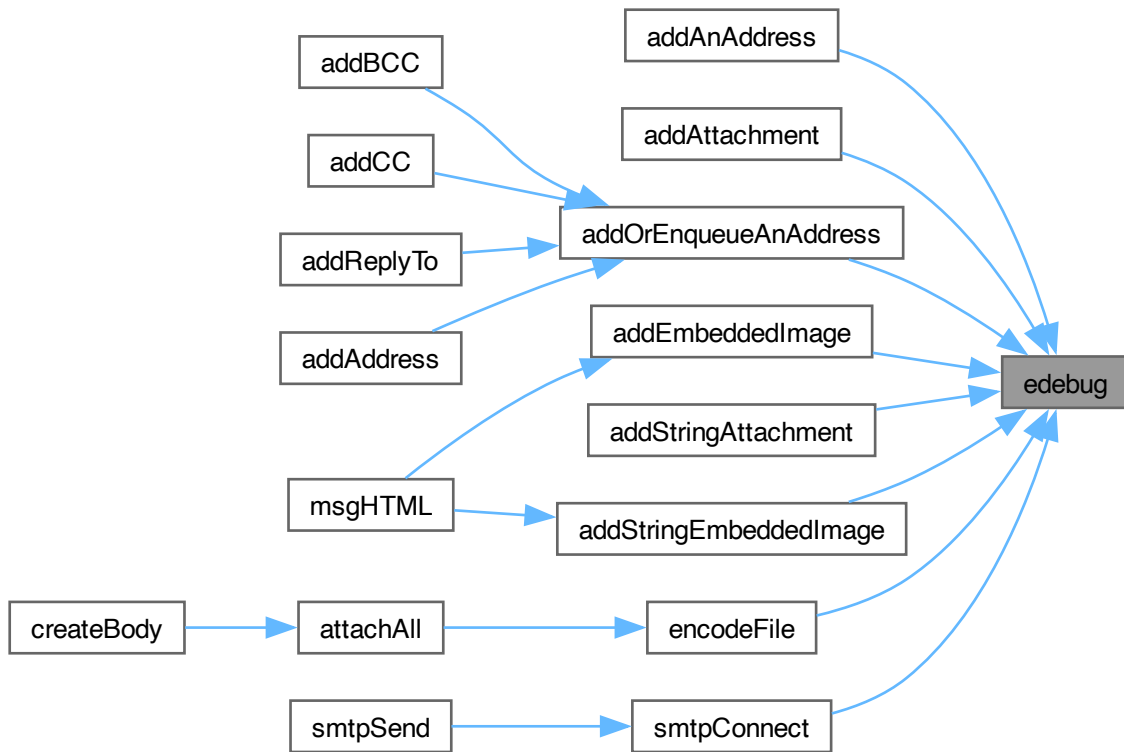 addAnAddress
addBCC
addAttachment
addCC
addOrEnqueueAnAddress
addReplyTo
addEmbeddedImage
addAddress
edebug
addStringAttachment
msgHTML
addStringEmbeddedImage
createBody
attachAll
encodeFile
smtpSend
smtpConnect